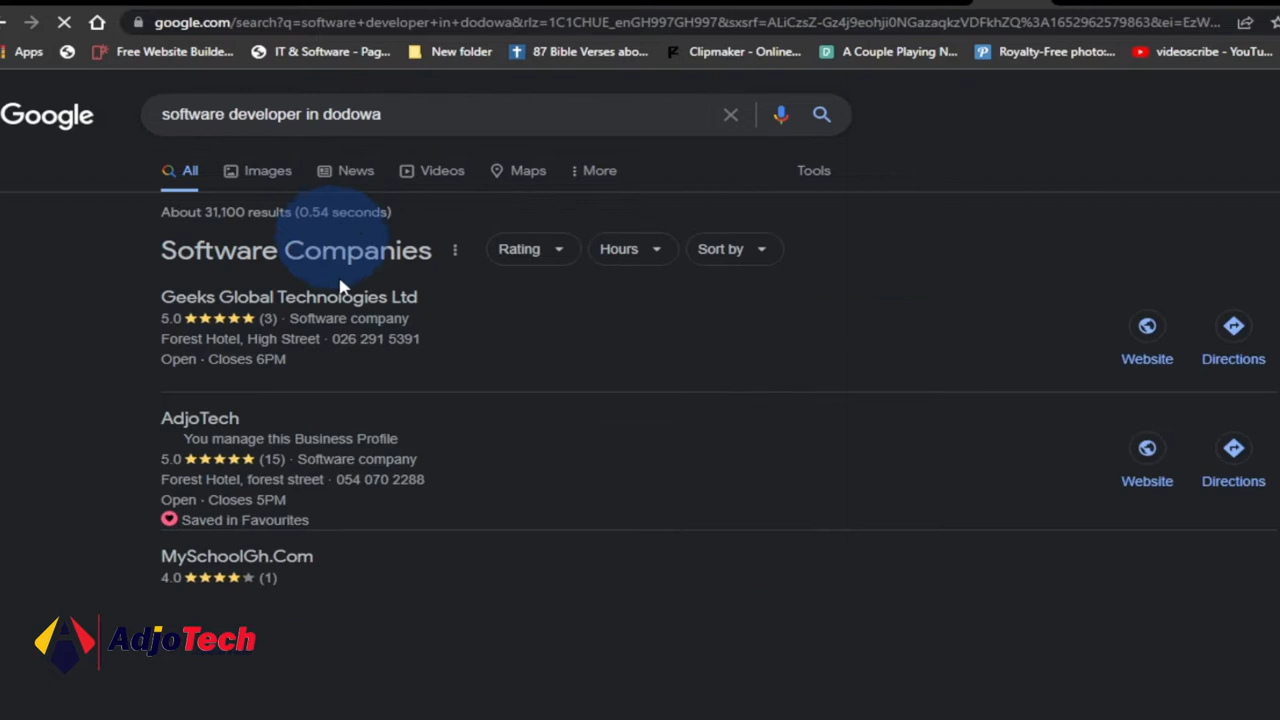 google.com/search?q=software+developer+in+dodowa&rlz=1C1CHUE_enGH997GH997&sxsrf=ALiCzsZ-Gz4j9eohji0NGazaqkzVDFkhZQ%3A1652962579863&ei=EzW...
Apps Free Website Builde... IT & Software - Pag... New folder 87 Bible Verses abo... Clipmaker - Online... A Couple Playing N... Royalty-Free photo:... videoscribe - YouTu...
Google software developer in dodowa
All Images News Videos Maps More Tools
About 31,100 results (0.54 seconds)
Software Companies Rating Hours Sort by
Geeks Global Technologies Ltd
5.0 (3) · Software company
Forest Hotel, High Street · 026 291 5391
Open · Closes 6PM
Website Directions
AdjoTech
You manage this Business Profile
5.0 (15) · Software company
Forest Hotel, forest street · 054 070 2288
Open · Closes 5PM
Website Directions
Saved in Favourites
MySchoolGh.Com
4.0 (1)
AdjoTech